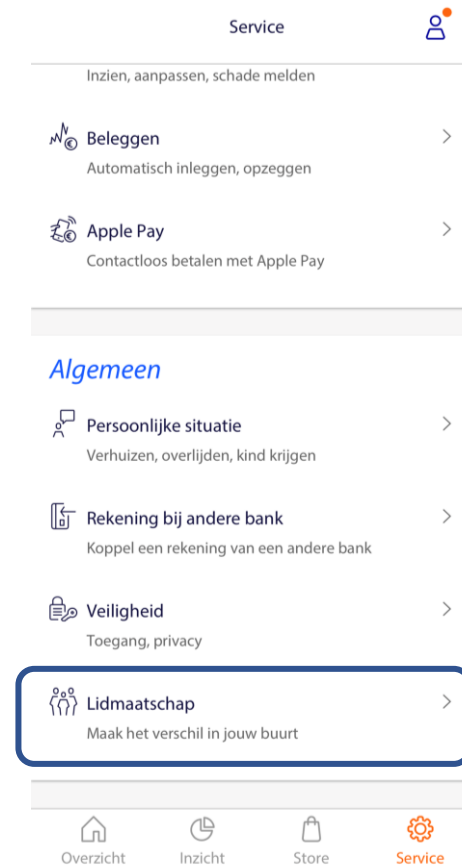 Service
Inzien, aanpassen, schade melden
Beleggen
Automatisch inleggen, opzeggen
Apple Pay
Contactloos betalen met Apple Pay
Algemeen
Persoonlijke situatie
Verhuizen, overlijden, kind krijgen
Rekening bij andere bank
Koppel een rekening van een andere bank
Veiligheid
Toegang, privacy
Lidmaatschap
Maak het verschil in jouw buurt
Overzicht Inzicht Store Service